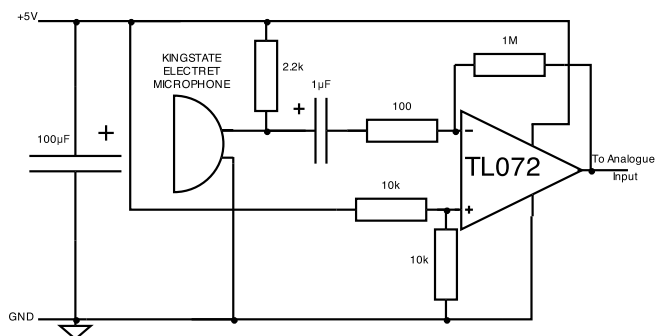 +5V
1M
KINGSTATE
ELECTRET
MICROPHONE
2.2k
1µF
+
100µF
+
100
−
TL072
To Analogue
Input
10k
+
10k
GND